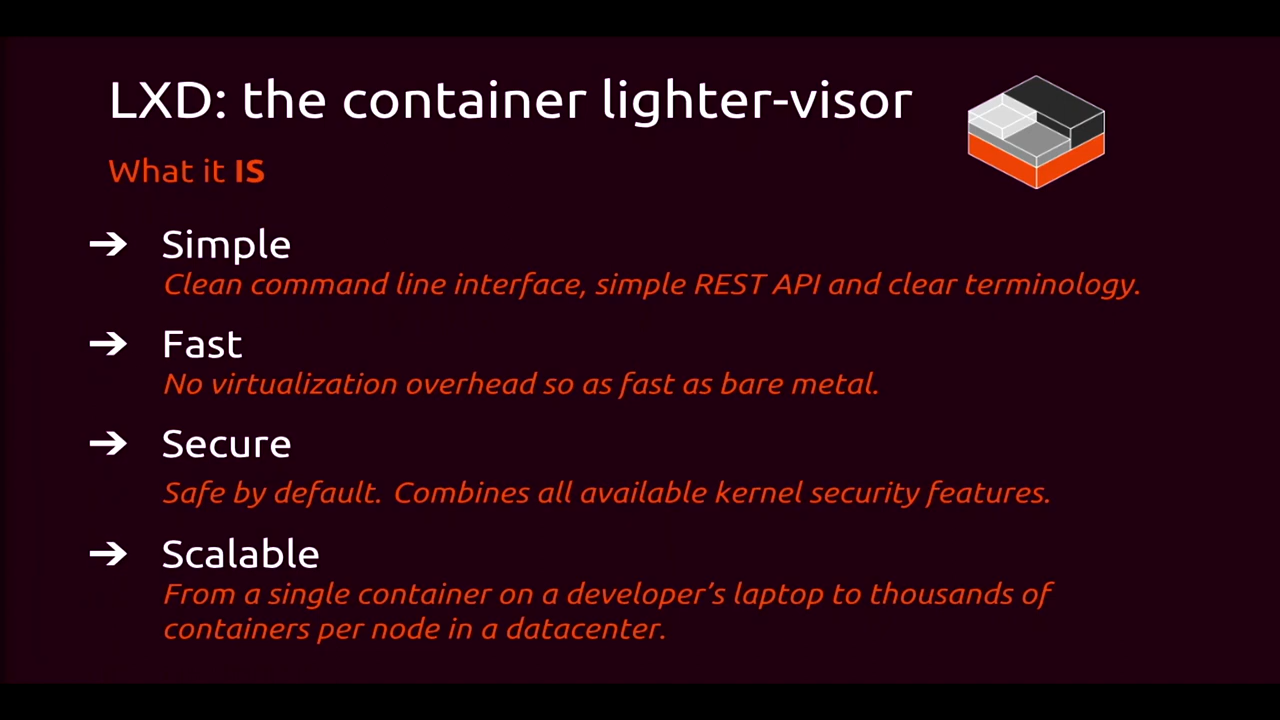 LXD: the container lighter-visor
What it IS
➔ Simple
Clean command line interface, simple REST API and clear terminology.
➔ Fast
No virtualization overhead so as fast as bare metal.
➔ Secure
Safe by default. Combines all available kernel security features.
➔ Scalable
From a single container on a developer’s laptop to thousands of
containers per node in a datacenter.